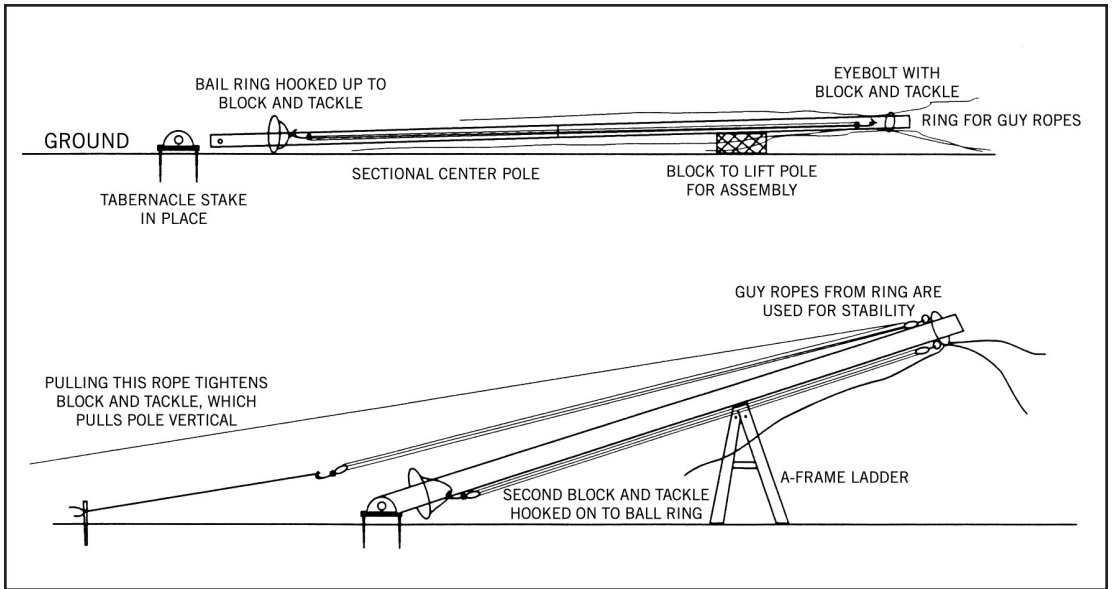 BAIL RING HOOKED UP TO
BLOCK AND TACKLE
EYEBOLT WITH
BLOCK AND TACKLE
RING FOR GUY ROPES
GROUND
SECTIONAL CENTER POLE
BLOCK TO LIFT POLE
FOR ASSEMBLY
TABERNACLE STAKE
IN PLACE
GUY ROPES FROM RING ARE
USED FOR STABILITY
PULLING THIS ROPE TIGHTENS
BLOCK AND TACKLE, WHICH
PULLS POLE VERTICAL
A-FRAME LADDER
SECOND BLOCK AND TACKLE
HOOKED ON TO BALL RING